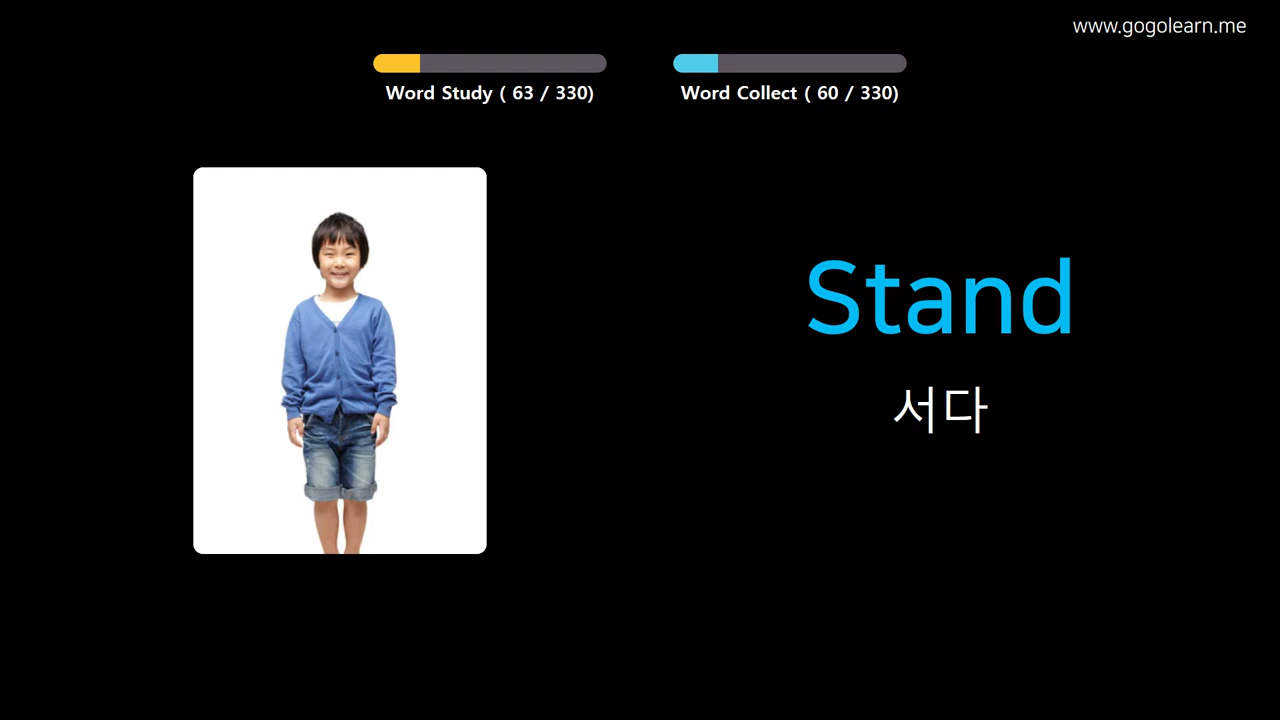 www.gogolearn.me
Word Study ( 63 / 330)
Word Collect ( 60 / 330)
Stand
서다